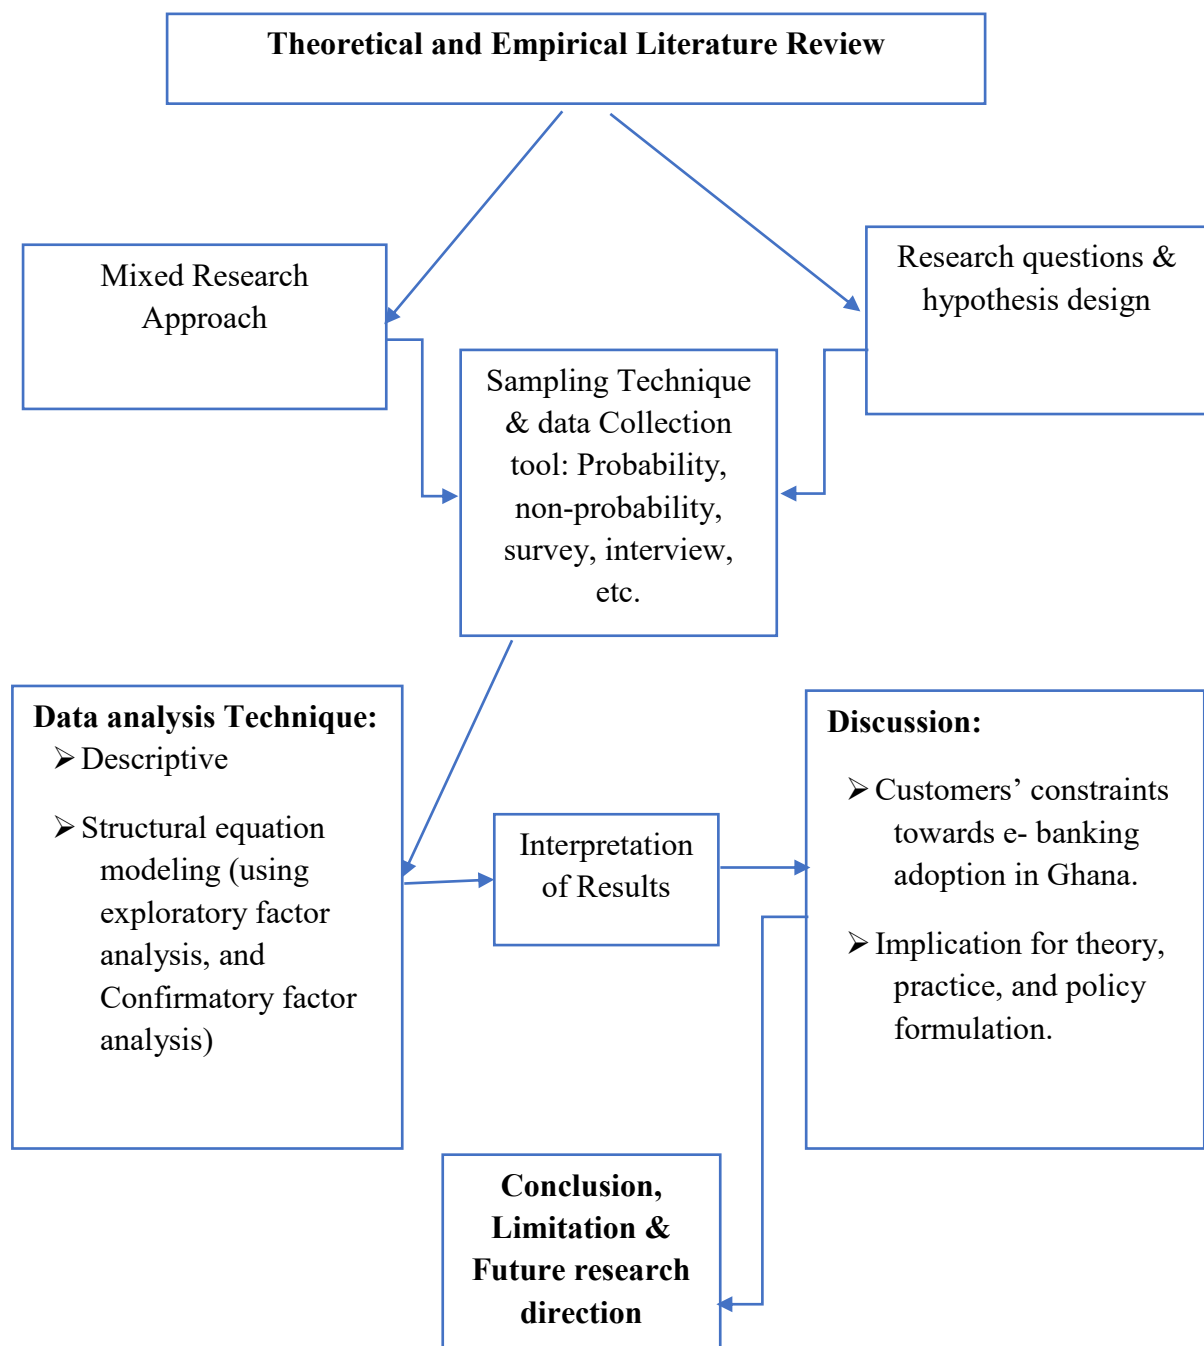 Theoretical and Empirical Literature Review
Mixed Research
Approach
Research questions &
hypothesis design
Sampling Technique
& data Collection
tool: Probability,
non-probability,
survey, interview,
etc.
Data analysis Technique:
➢ Descriptive
➢ Structural equation
modeling (using
exploratory factor
analysis, and
Confirmatory factor
analysis)
Interpretation
of Results
Discussion:
➢ Customers’ constraints
towards e- banking
adoption in Ghana.
➢ Implication for theory,
practice, and policy
formulation.
Conclusion,
Limitation &
Future research
direction